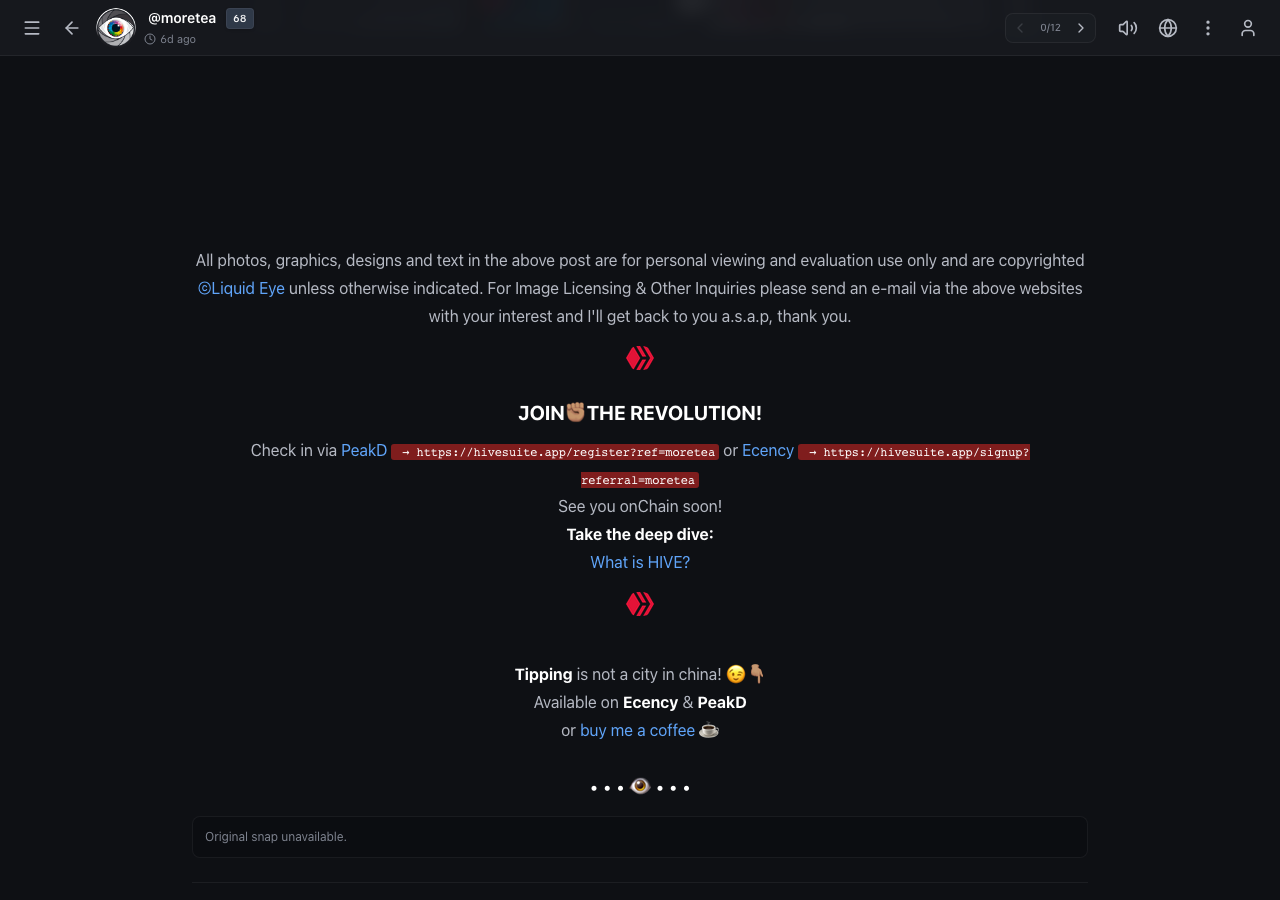 @moretea 68
6d ago
0/12
All photos, graphics, designs and text in the above post are for personal viewing and evaluation use only and are copyrighted
©Liquid Eye unless otherwise indicated. For Image Licensing & Other Inquiries please send an e-mail via the above websites
with your interest and I'll get back to you a.s.a.p, thank you.
JOIN✊🏽THE REVOLUTION!
Check in via PeakD → https://hivesuite.app/register?ref=moretea or Ecency → https://hivesuite.app/signup?
referral=moretea
See you onChain soon!
Take the deep dive:
What is HIVE?
Tipping is not a city in china! 😉👇🏽
Available on Ecency & PeakD
or buy me a coffee ☕
• • • 👁 • • •
Original snap unavailable.